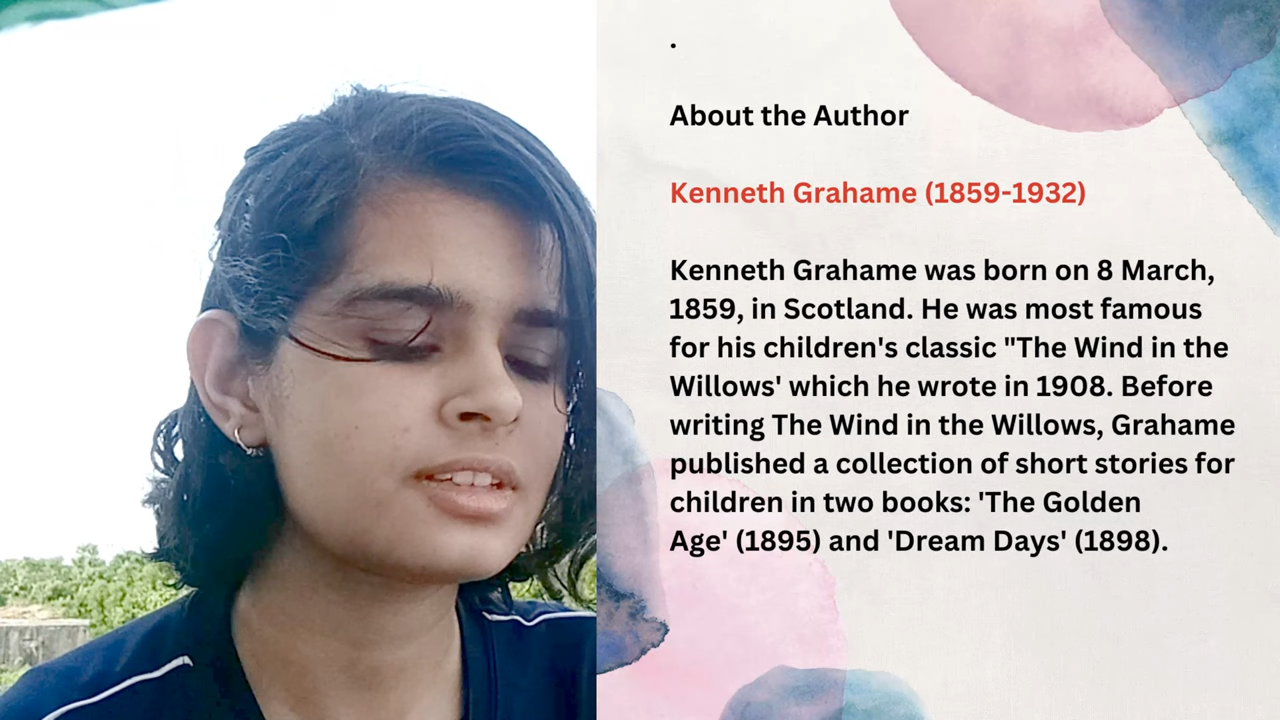 .
About the Author
Kenneth Grahame (1859-1932)
Kenneth Grahame was born on 8 March,
1859, in Scotland. He was most famous
for his children's classic "The Wind in the
Willows' which he wrote in 1908. Before
writing The Wind in the Willows, Grahame
published a collection of short stories for
children in two books: 'The Golden
Age' (1895) and 'Dream Days' (1898).